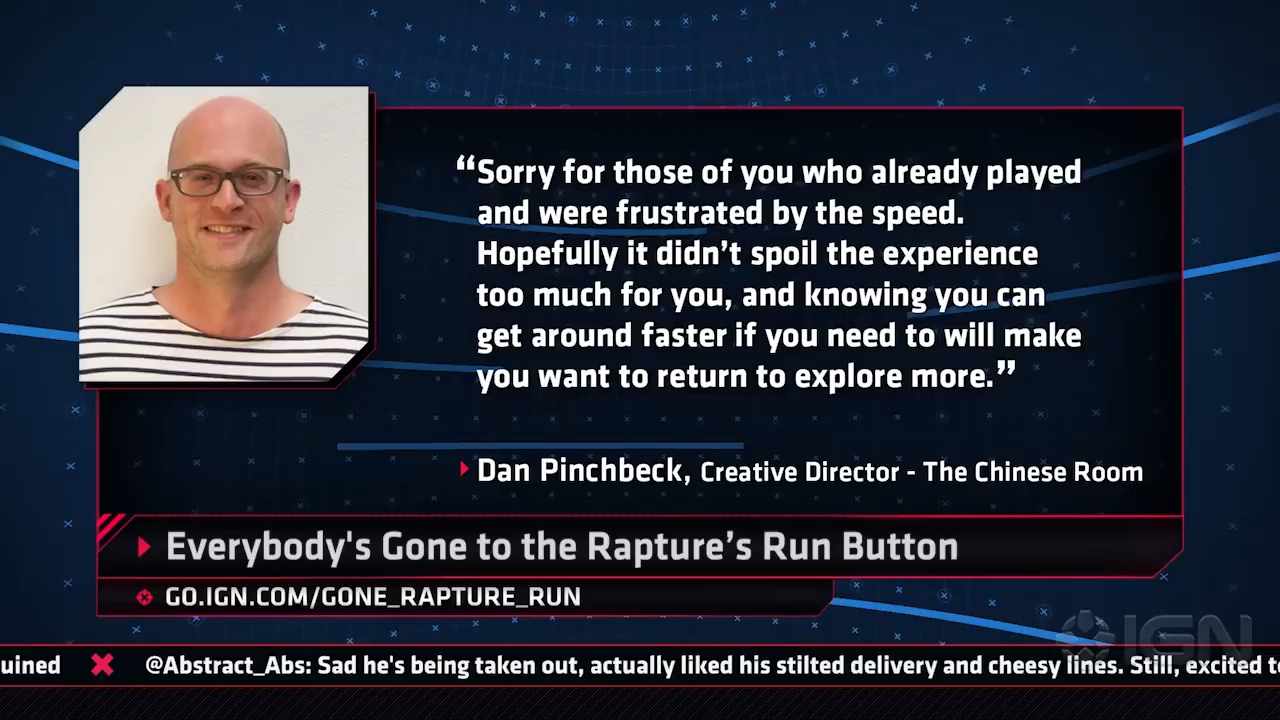 “Sorry for those of you who already played
and were frustrated by the speed.
Hopefully it didn’t spoil the experience
too much for you, and knowing you can
get around faster if you need to will make
you want to return to explore more.”
Dan Pinchbeck, Creative Director - The Chinese Room
Everybody's Gone to the Rapture’s Run Button
GO.IGN.COM/GONE_RAPTURE_RUN
IGN
uined @Abstract_Abs: Sad he's being taken out, actually liked his stilted delivery and cheesy lines. Still, excited t